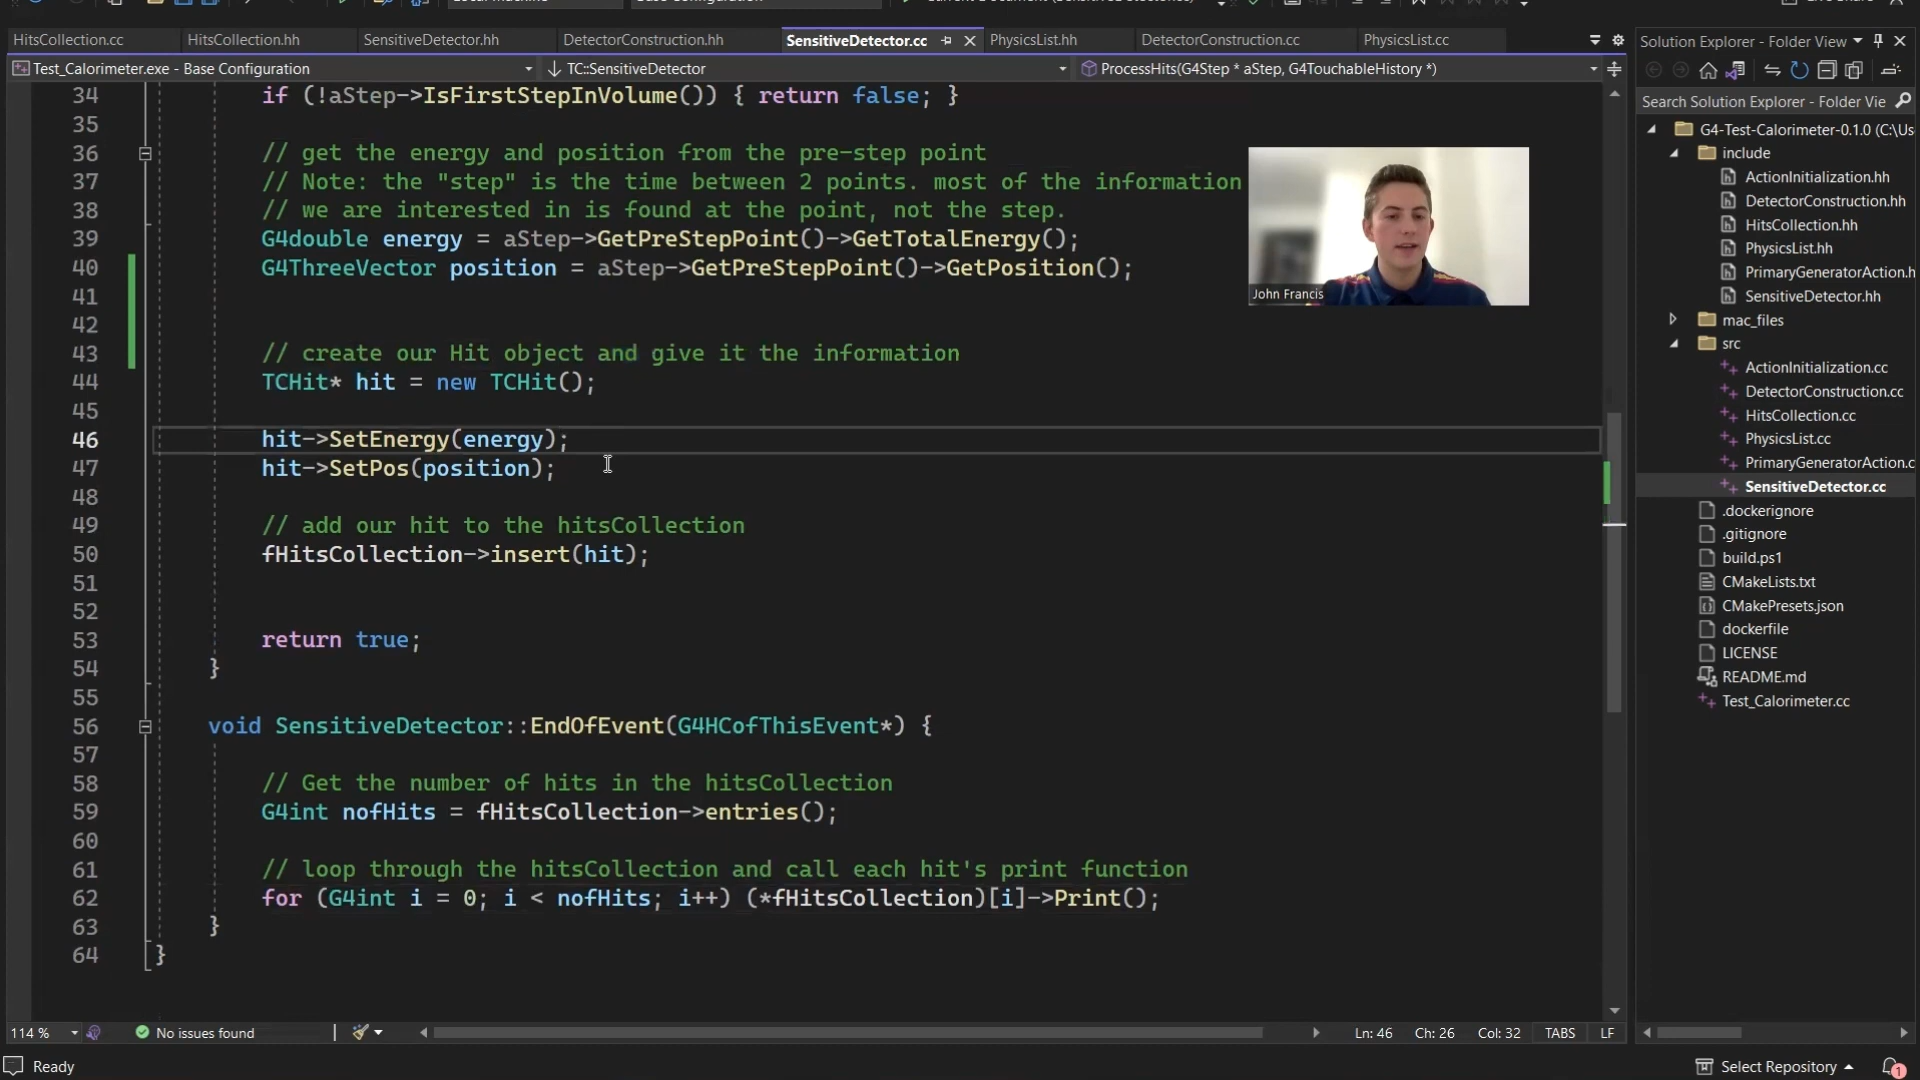 HitsCollection.cc
HitsCollection.hh
SensitiveDetector.hh
DetectorConstruction.hh
SensitiveDetector.cc
PhysicsList.hh
DetectorConstruction.cc
PhysicsList.cc
Test_Calorimeter.exe - Base Configuration
TC::SensitiveDetector
ProcessHits(G4Step * aStep, G4TouchableHistory *)
34 if (!aStep->IsFirstStepInVolume()) { return false; }
35
36 // get the energy and position from the pre-step point
37 // Note: the "step" is the time between 2 points. most of the information
38 // we are interested in is found at the point, not the step.
39 G4double energy = aStep->GetPreStepPoint()->GetTotalEnergy();
40 G4ThreeVector position = aStep->GetPreStepPoint()->GetPosition();
41
42
43 // create our Hit object and give it the information
44 TCHit* hit = new TCHit();
45
46 hit->SetEnergy(energy);
47 hit->SetPos(position);
48
49 // add our hit to the hitsCollection
50 fHitsCollection->insert(hit);
51
52
53 return true;
54 }
55
56 void SensitiveDetector::EndOfEvent(G4HCofThisEvent*) {
57
58 // Get the number of hits in the hitsCollection
59 G4int nofHits = fHitsCollection->entries();
60
61 // loop through the hitsCollection and call each hit's print function
62 for (G4int i = 0; i < nofHits; i++) (*fHitsCollection)[i]->Print();
63 }
64 }
John Francis
Solution Explorer - Folder View
Search Solution Explorer - Folder Vie
G4-Test-Calorimeter-0.1.0 (C:\Us
include
ActionInitialization.hh
DetectorConstruction.hh
HitsCollection.hh
PhysicsList.hh
PrimaryGeneratorAction.h
SensitiveDetector.hh
mac_files
src
ActionInitialization.cc
DetectorConstruction.cc
HitsCollection.cc
PhysicsList.cc
PrimaryGeneratorAction.c
SensitiveDetector.cc
.dockerignore
.gitignore
build.ps1
CMakeLists.txt
CMakePresets.json
dockerfile
LICENSE
README.md
Test_Calorimeter.cc
114 %
No issues found
Ln: 46 Ch: 26 Col: 32 TABS LF
Ready
Select Repository
1